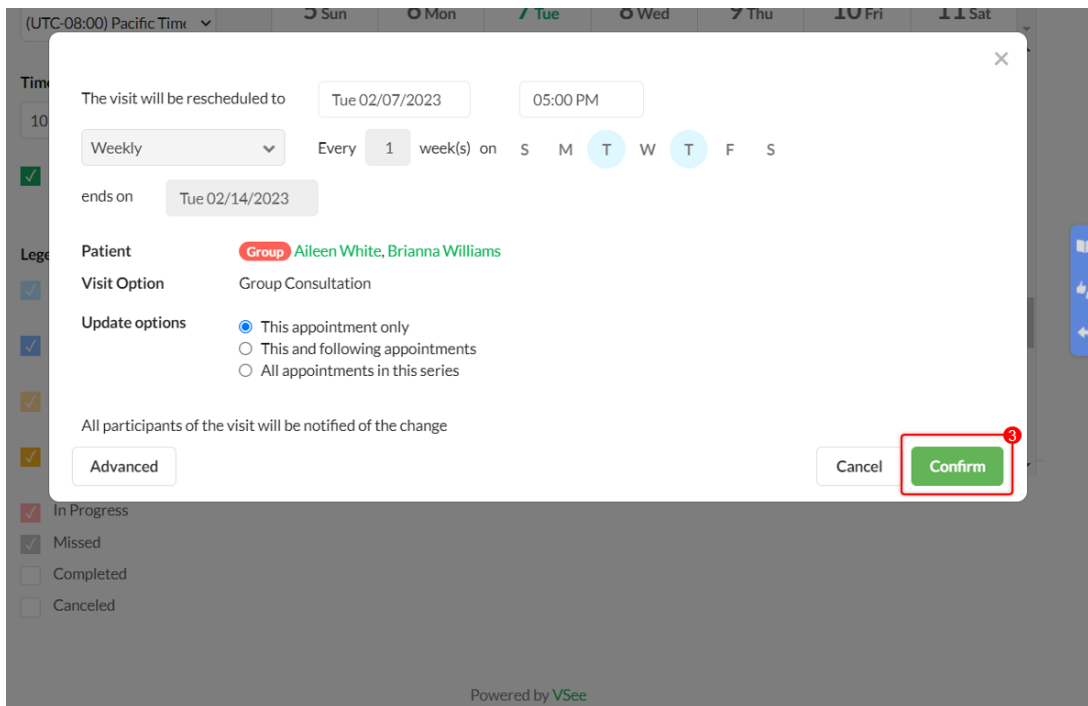 (UTC-08:00) Pacific Time
5 Sun 6 Mon 7 Tue 8 Wed 9 Thu 10 Fri 11 Sat
The visit will be rescheduled to Tue 02/07/2023 05:00 PM
10
Weekly Every 1 week(s) on S M T W T F S
ends on Tue 02/14/2023
Patient Group Aileen White, Brianna Williams
Visit Option Group Consultation
Update options This appointment only
This and following appointments
All appointments in this series
All participants of the visit will be notified of the change
3
Advanced Cancel Confirm
In Progress
Missed
Completed
Canceled
Powered by VSee